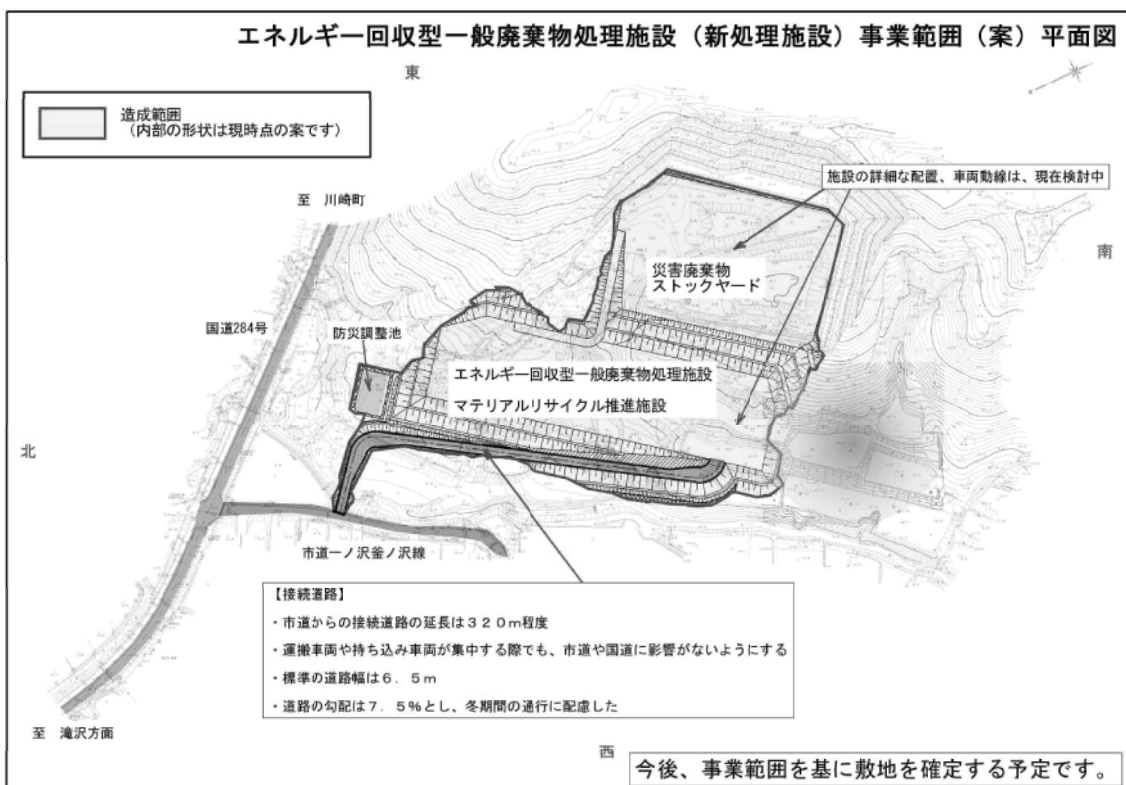 エネルギー回収型一般廃棄物処理施設（新処理施設）事業範囲（案）平面図
東
造成範囲
（内部の形状は現時点の案です）
施設の詳細な配置、車両動線は、現在検討中
至　川崎町
南
災害廃棄物
ストックヤード
国道284号
防災調整池
エネルギー回収型一般廃棄物処理施設
マテリアルリサイクル推進施設
北
市道一ノ沢釜ノ沢線
【接続道路】
・市道からの接続道路の延長は３２０ｍ程度
・運搬車両や持ち込み車両が集中する際でも、市道や国道に影響がないようにする
・標準の道路幅は６．５ｍ
・道路の勾配は７．５％とし、冬期間の通行に配慮した
至　滝沢方面
西
今後、事業範囲を基に敷地を確定する予定です。